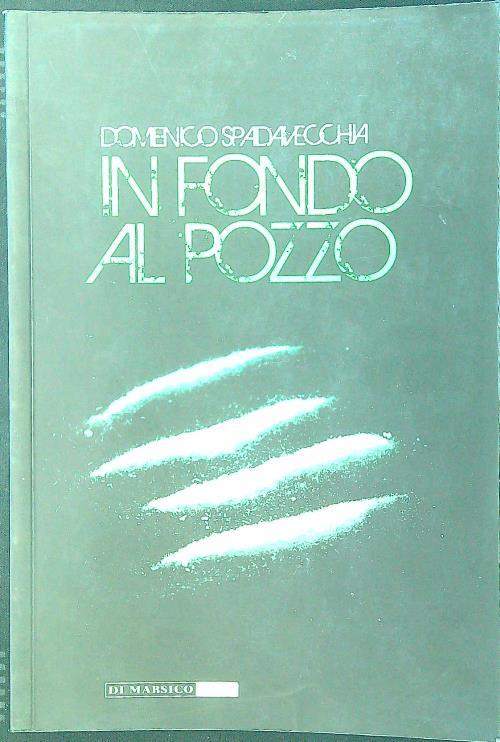 DOMENICO SPADAVECCHIA
IN FONDO
AL POZZO
DI MARSICO